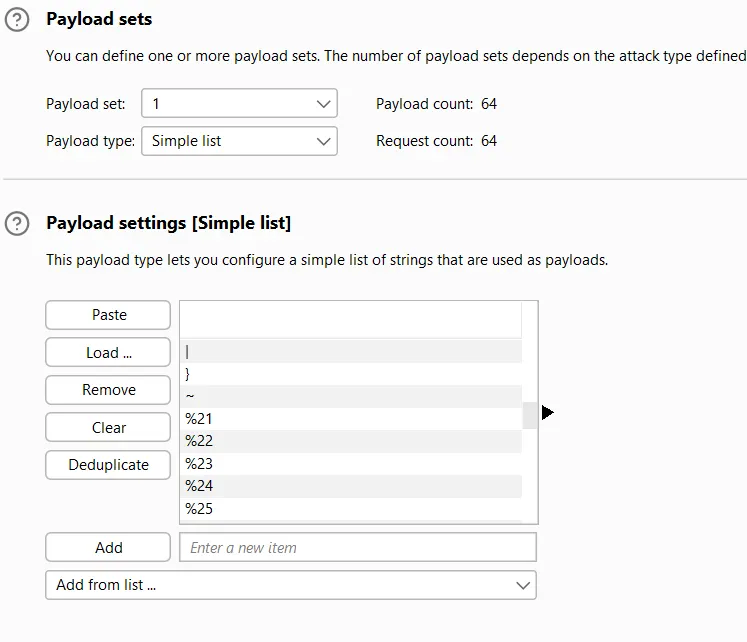 Payload sets
You can define one or more payload sets. The number of payload sets depends on the attack type defined
Payload set: 1 Payload count: 64
Payload type: Simple list Request count: 64
Payload settings [Simple list]
This payload type lets you configure a simple list of strings that are used as payloads.
Paste
Load ...
Remove
Clear
Deduplicate
|
}
~
%21
%22
%23
%24
%25
Add Enter a new item
Add from list ...